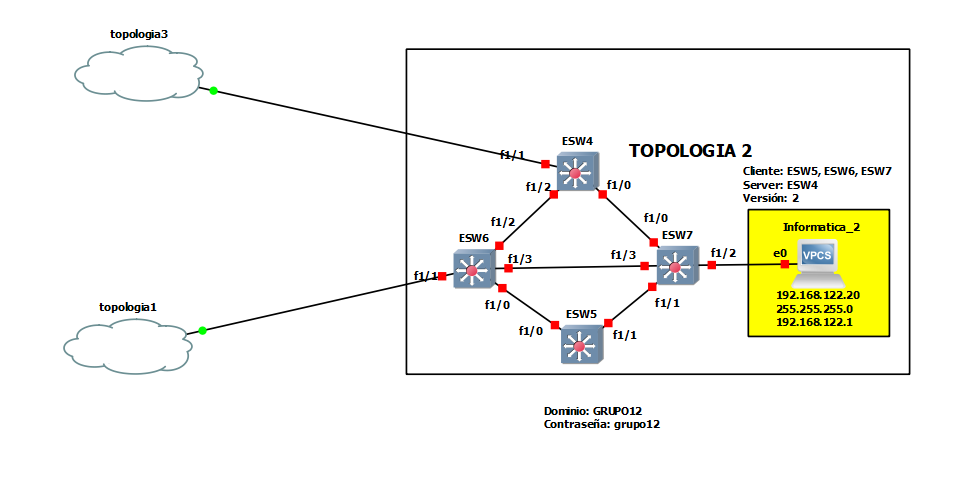 topologia3
ESW4
f1/1
TOPOLOGIA 2
f1/2
f1/0
Cliente: ESW5, ESW6, ESW7
Server: ESW4
Versión: 2
f1/2
f1/0
Informatica_2
ESW6
ESW7
f1/1
f1/3
f1/3
f1/2
e0
VPCS
f1/0
f1/1
192.168.122.20
255.255.255.0
192.168.122.1
topologia1
ESW5
f1/0
f1/1
Dominio: GRUPO12
Contraseña: grupo12